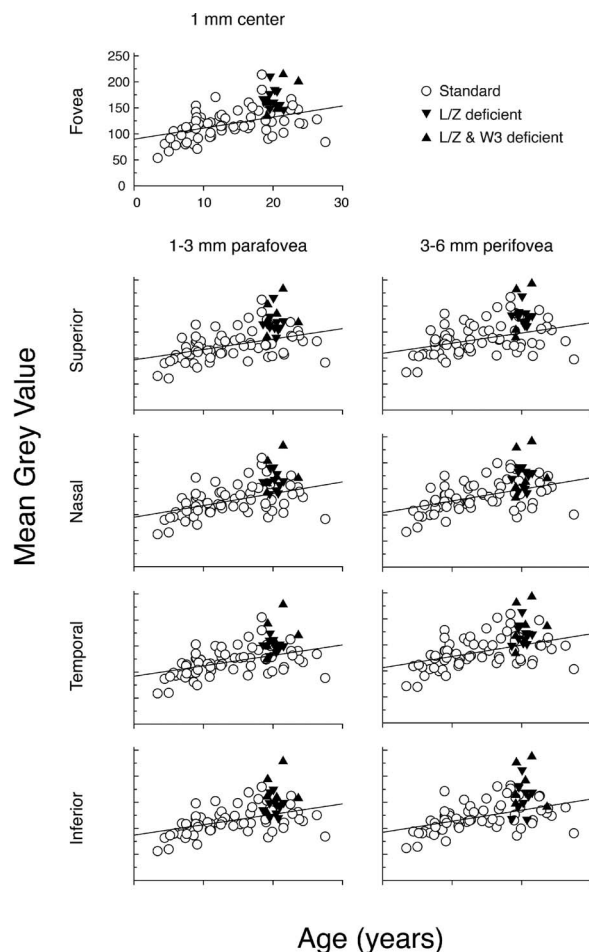 1 mm center
Fovea
250
200
150
100
50
0
0 10 20 30
Standard
L/Z deficient
L/Z & W3 deficient
1-3 mm parafovea
3-6 mm perifovea
Mean Grey Value
Superior
Nasal
Temporal
Inferior
Age (years)